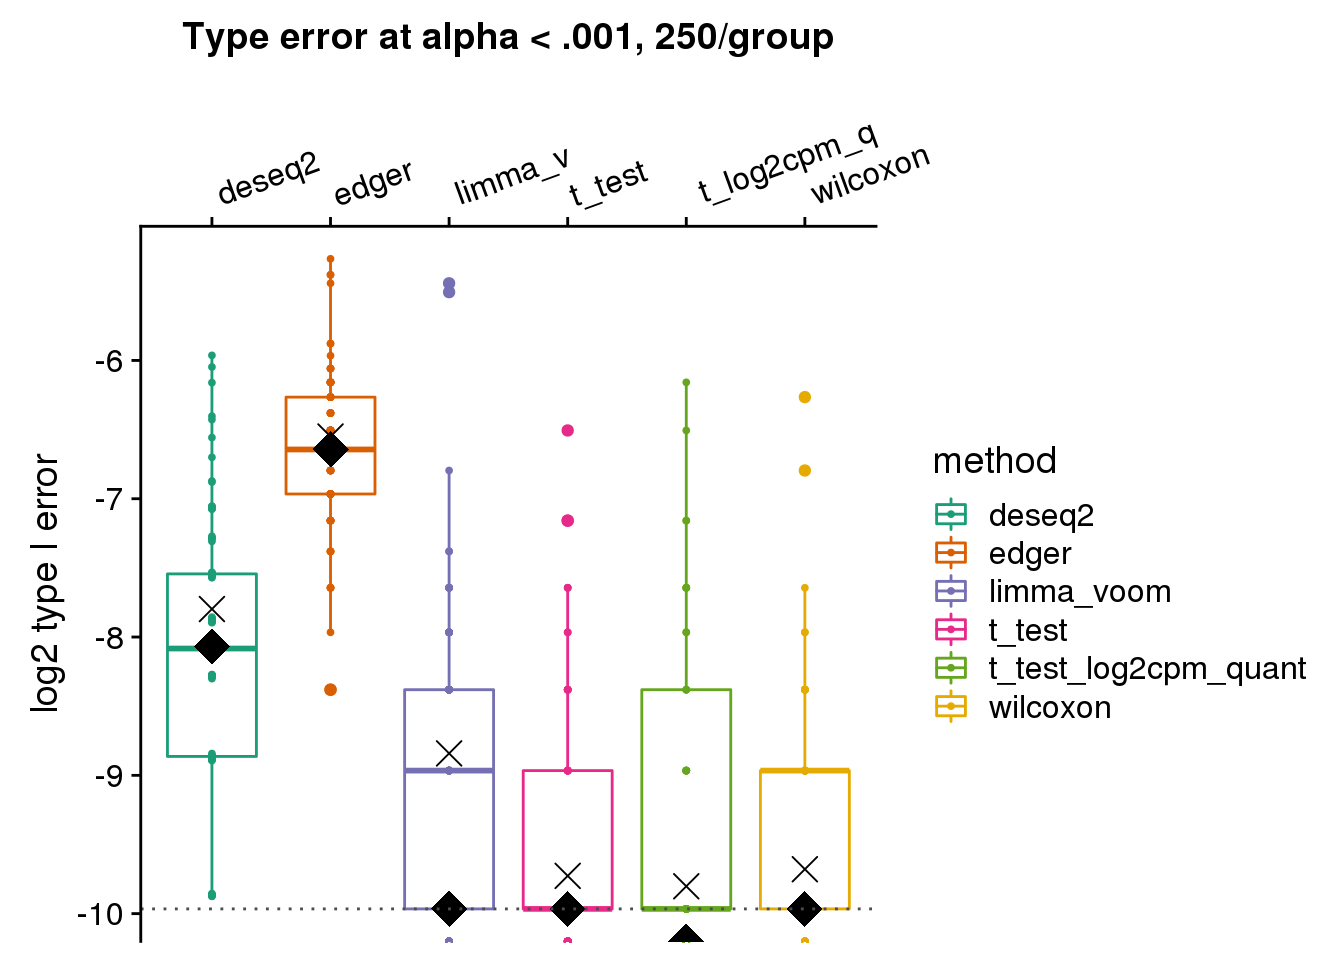 Type error at alpha < .001, 250/group
deseq2
edger
limma_v
t_test
t_log2cpm_q
wilcoxon
log2 type I error
-6
-7
-8
-9
-10
method
deseq2
edger
limma_voom
t_test
t_test_log2cpm_quant
wilcoxon